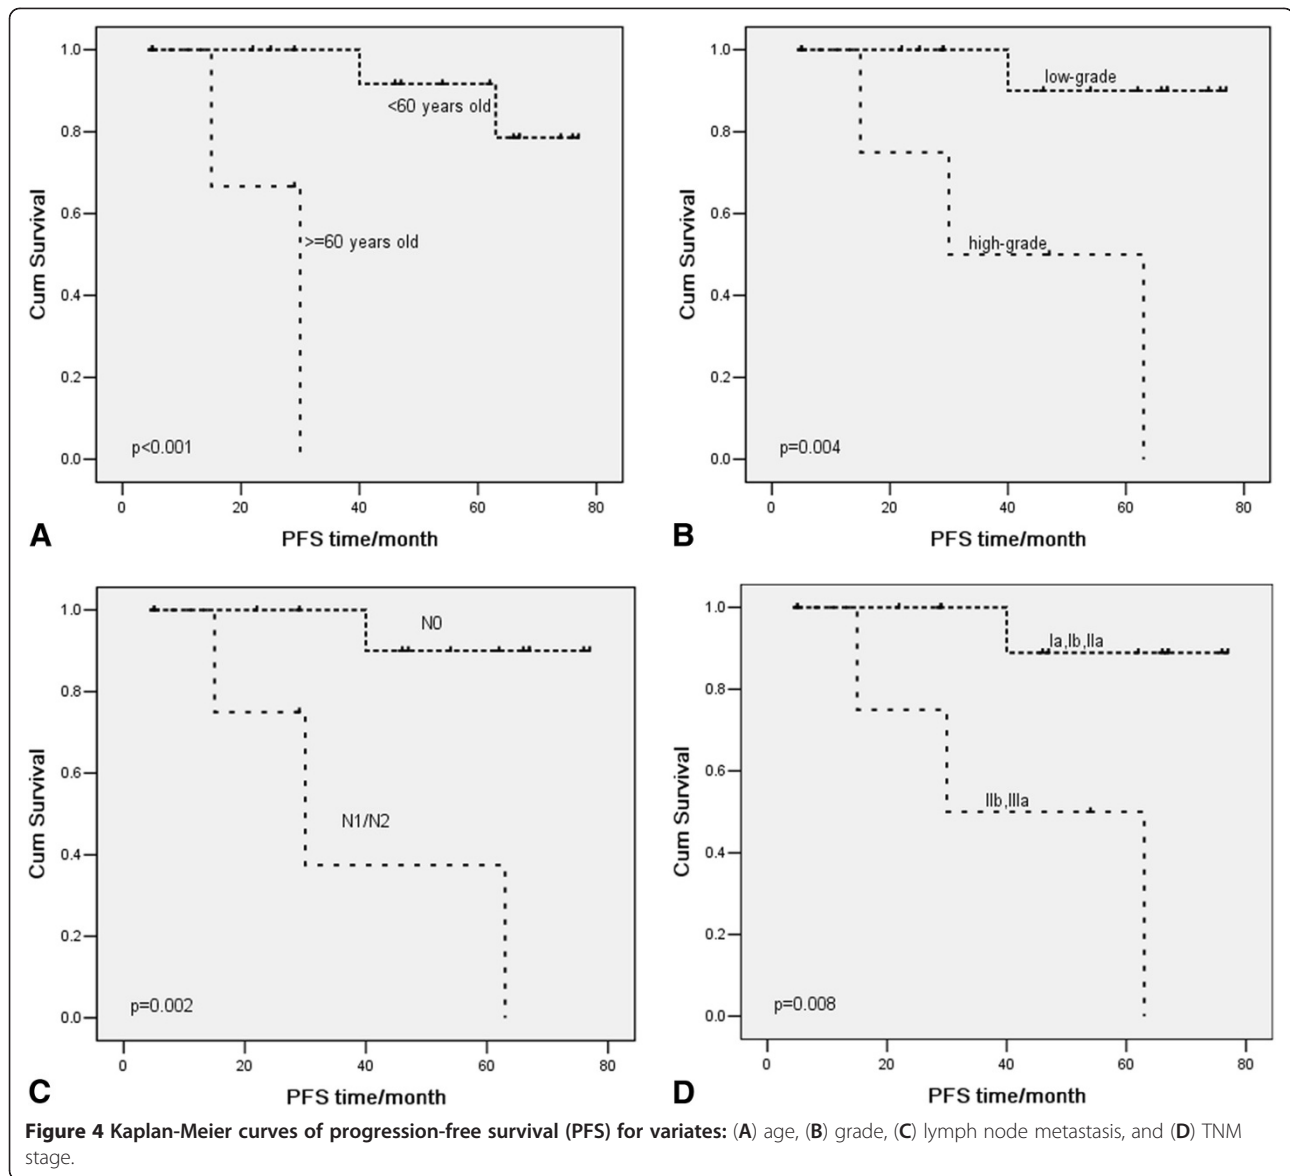 1.0
0.8
0.6
0.4
0.2
0.0
Cum Survival
<60 years old
>=60 years old
p<0.001
0 20 40 60 80
PFS time/month
A
1.0
0.8
0.6
0.4
0.2
0.0
Cum Survival
low-grade
high-grade
p=0.004
0 20 40 60 80
PFS time/month
B
1.0
0.8
0.6
0.4
0.2
0.0
Cum Survival
N0
N1/N2
p=0.002
0 20 40 60 80
PFS time/month
C
1.0
0.8
0.6
0.4
0.2
0.0
Cum Survival
Ia,Ib,IIa
IIb,IIIa
p=0.008
0 20 40 60 80
PFS time/month
D
Figure 4 Kaplan-Meier curves of progression-free survival (PFS) for variates: (A) age, (B) grade, (C) lymph node metastasis, and (D) TNM
stage.